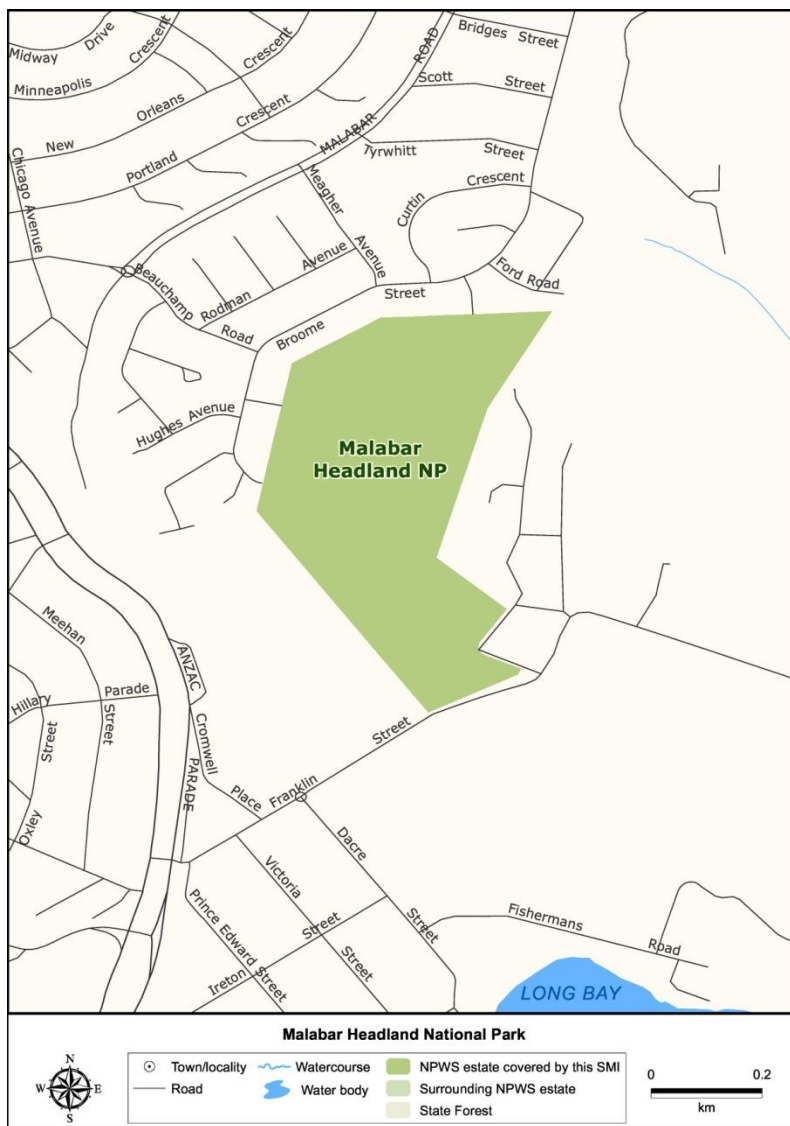 Midway Drive
Minneapolis Crescent
New Orleans Crescent
Portland Crescent
Chicago Avenue
MALABAR ROAD
Bridges Street
Scott Street
Tyrwhitt Street
Curtin Crescent
Meagher Avenue
Rodman Avenue
Beauchamp Road
Ford Road
Broome Street
Hughes Avenue
Malabar
Headland NP
Meehan Street
Hillary Parade
Oxley Street
ANZAC PARADE
Cromwell Place
Franklin Street
Dacre Street
Victoria Street
Prince Edward Street
Ireton Street
Fishermans Road
LONG BAY
Malabar Headland National Park
N
W E
S
Town/locality
Watercourse
NPWS estate covered by this SMI
Road
Water body
Surrounding NPWS estate
State Forest
0 0.2
km